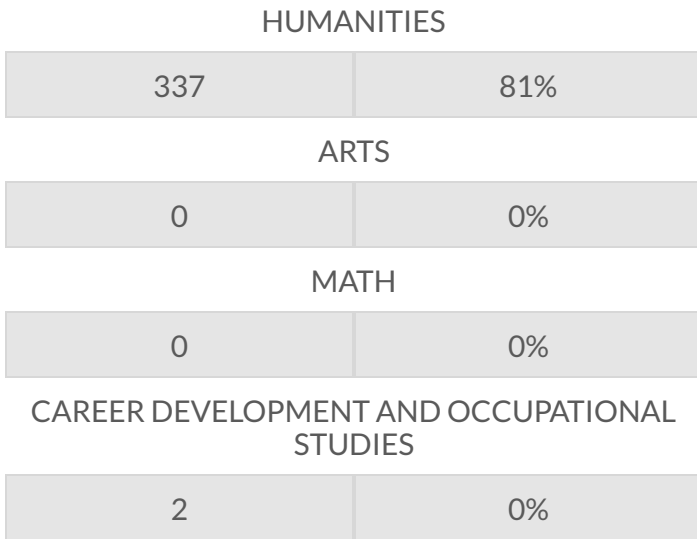 HUMANITIES
337 81%
ARTS
0 0%
MATH
0 0%
CAREER DEVELOPMENT AND OCCUPATIONAL
STUDIES
2 0%